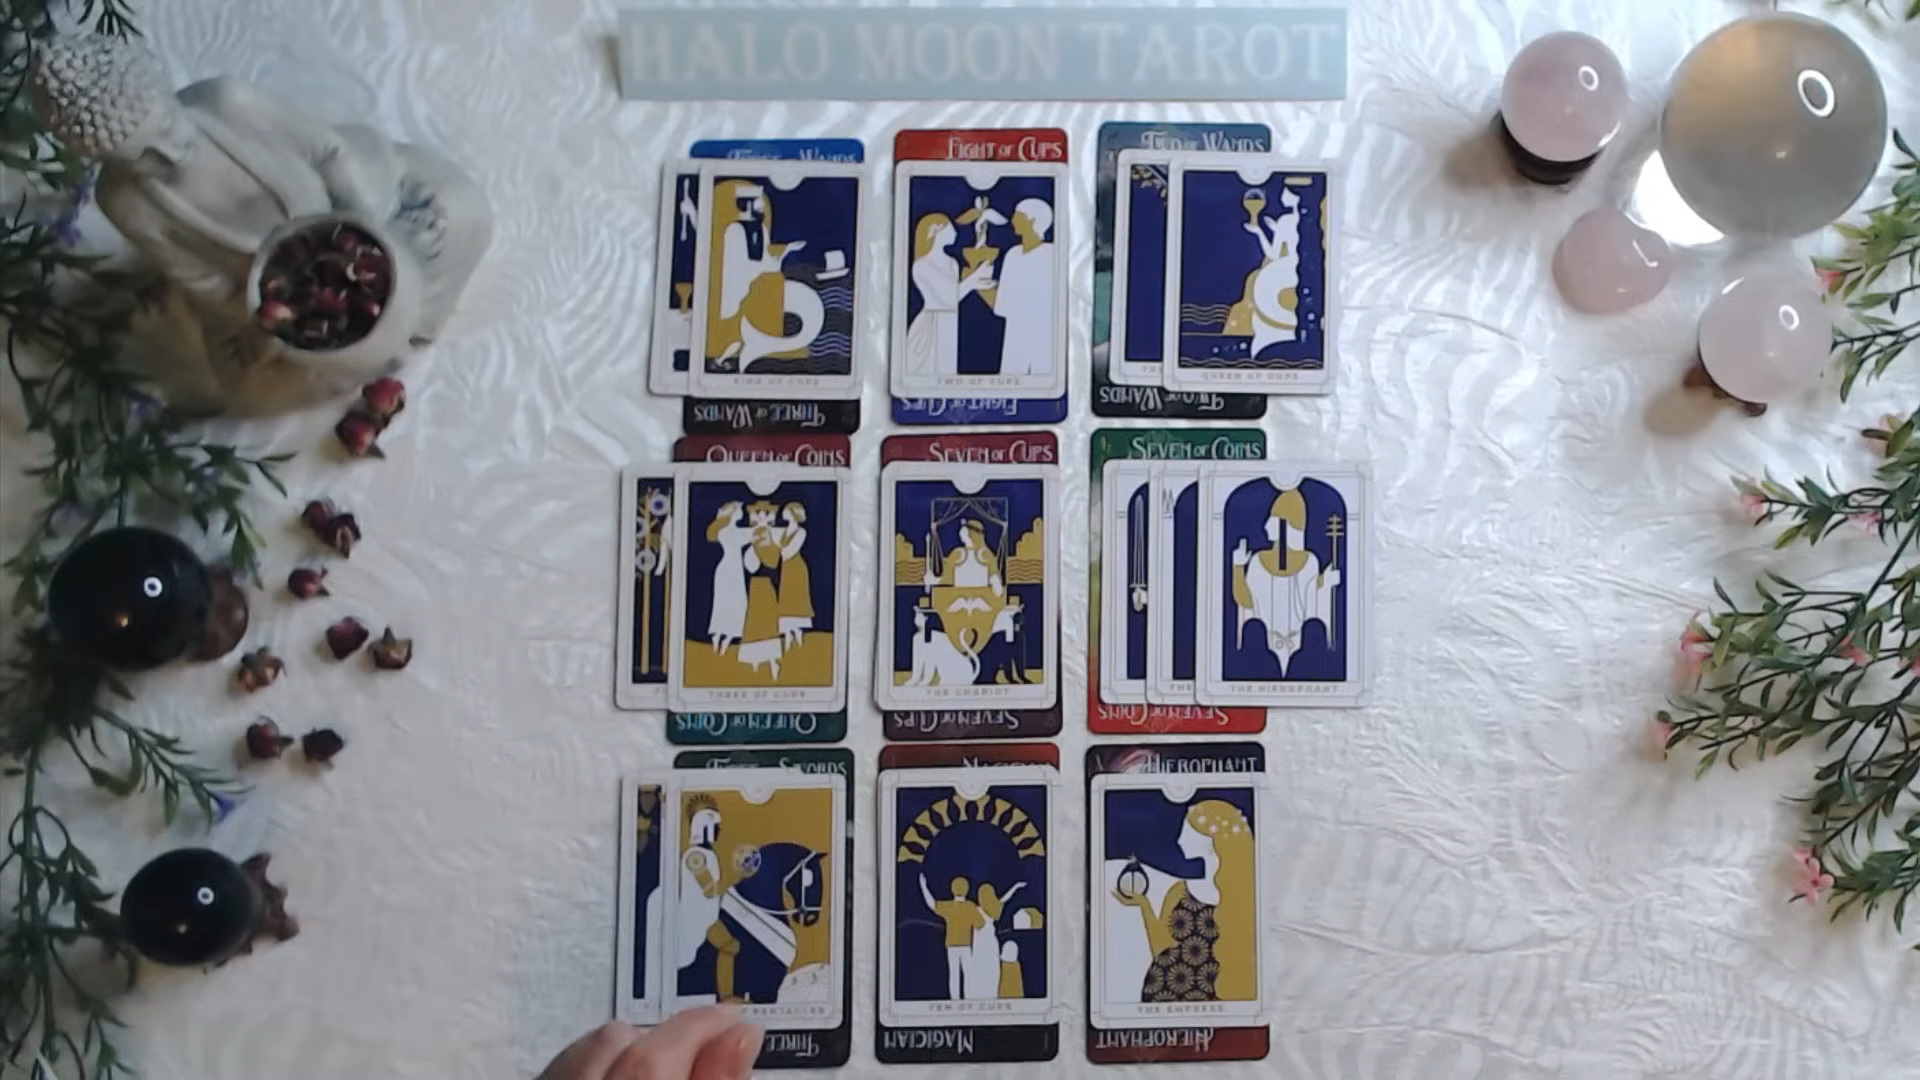 HALO MOON TAROT
THREE OF WANDS
EIGHT OF CUPS
TWO OF WANDS
KING OF CUPS
TWO OF CUPS
QUEEN OF CUPS
THREE OF WANDS
EIGHT OF CUPS
TWO OF WANDS
QUEEN OF COINS
SEVEN OF CUPS
SEVEN OF COINS
THREE OF CUPS
THE CHARIOT
THE
THE HIEROPHANT
QUEEN OF COINS
SEVEN OF CUPS
SEVEN OF COINS
THREE OF SWORDS
MAGICIAN
HIEROPHANT
PENTACLES
TEN OF CUPS
THE EMPRESS
THREE
MAGICIAN
HIEROPHANT